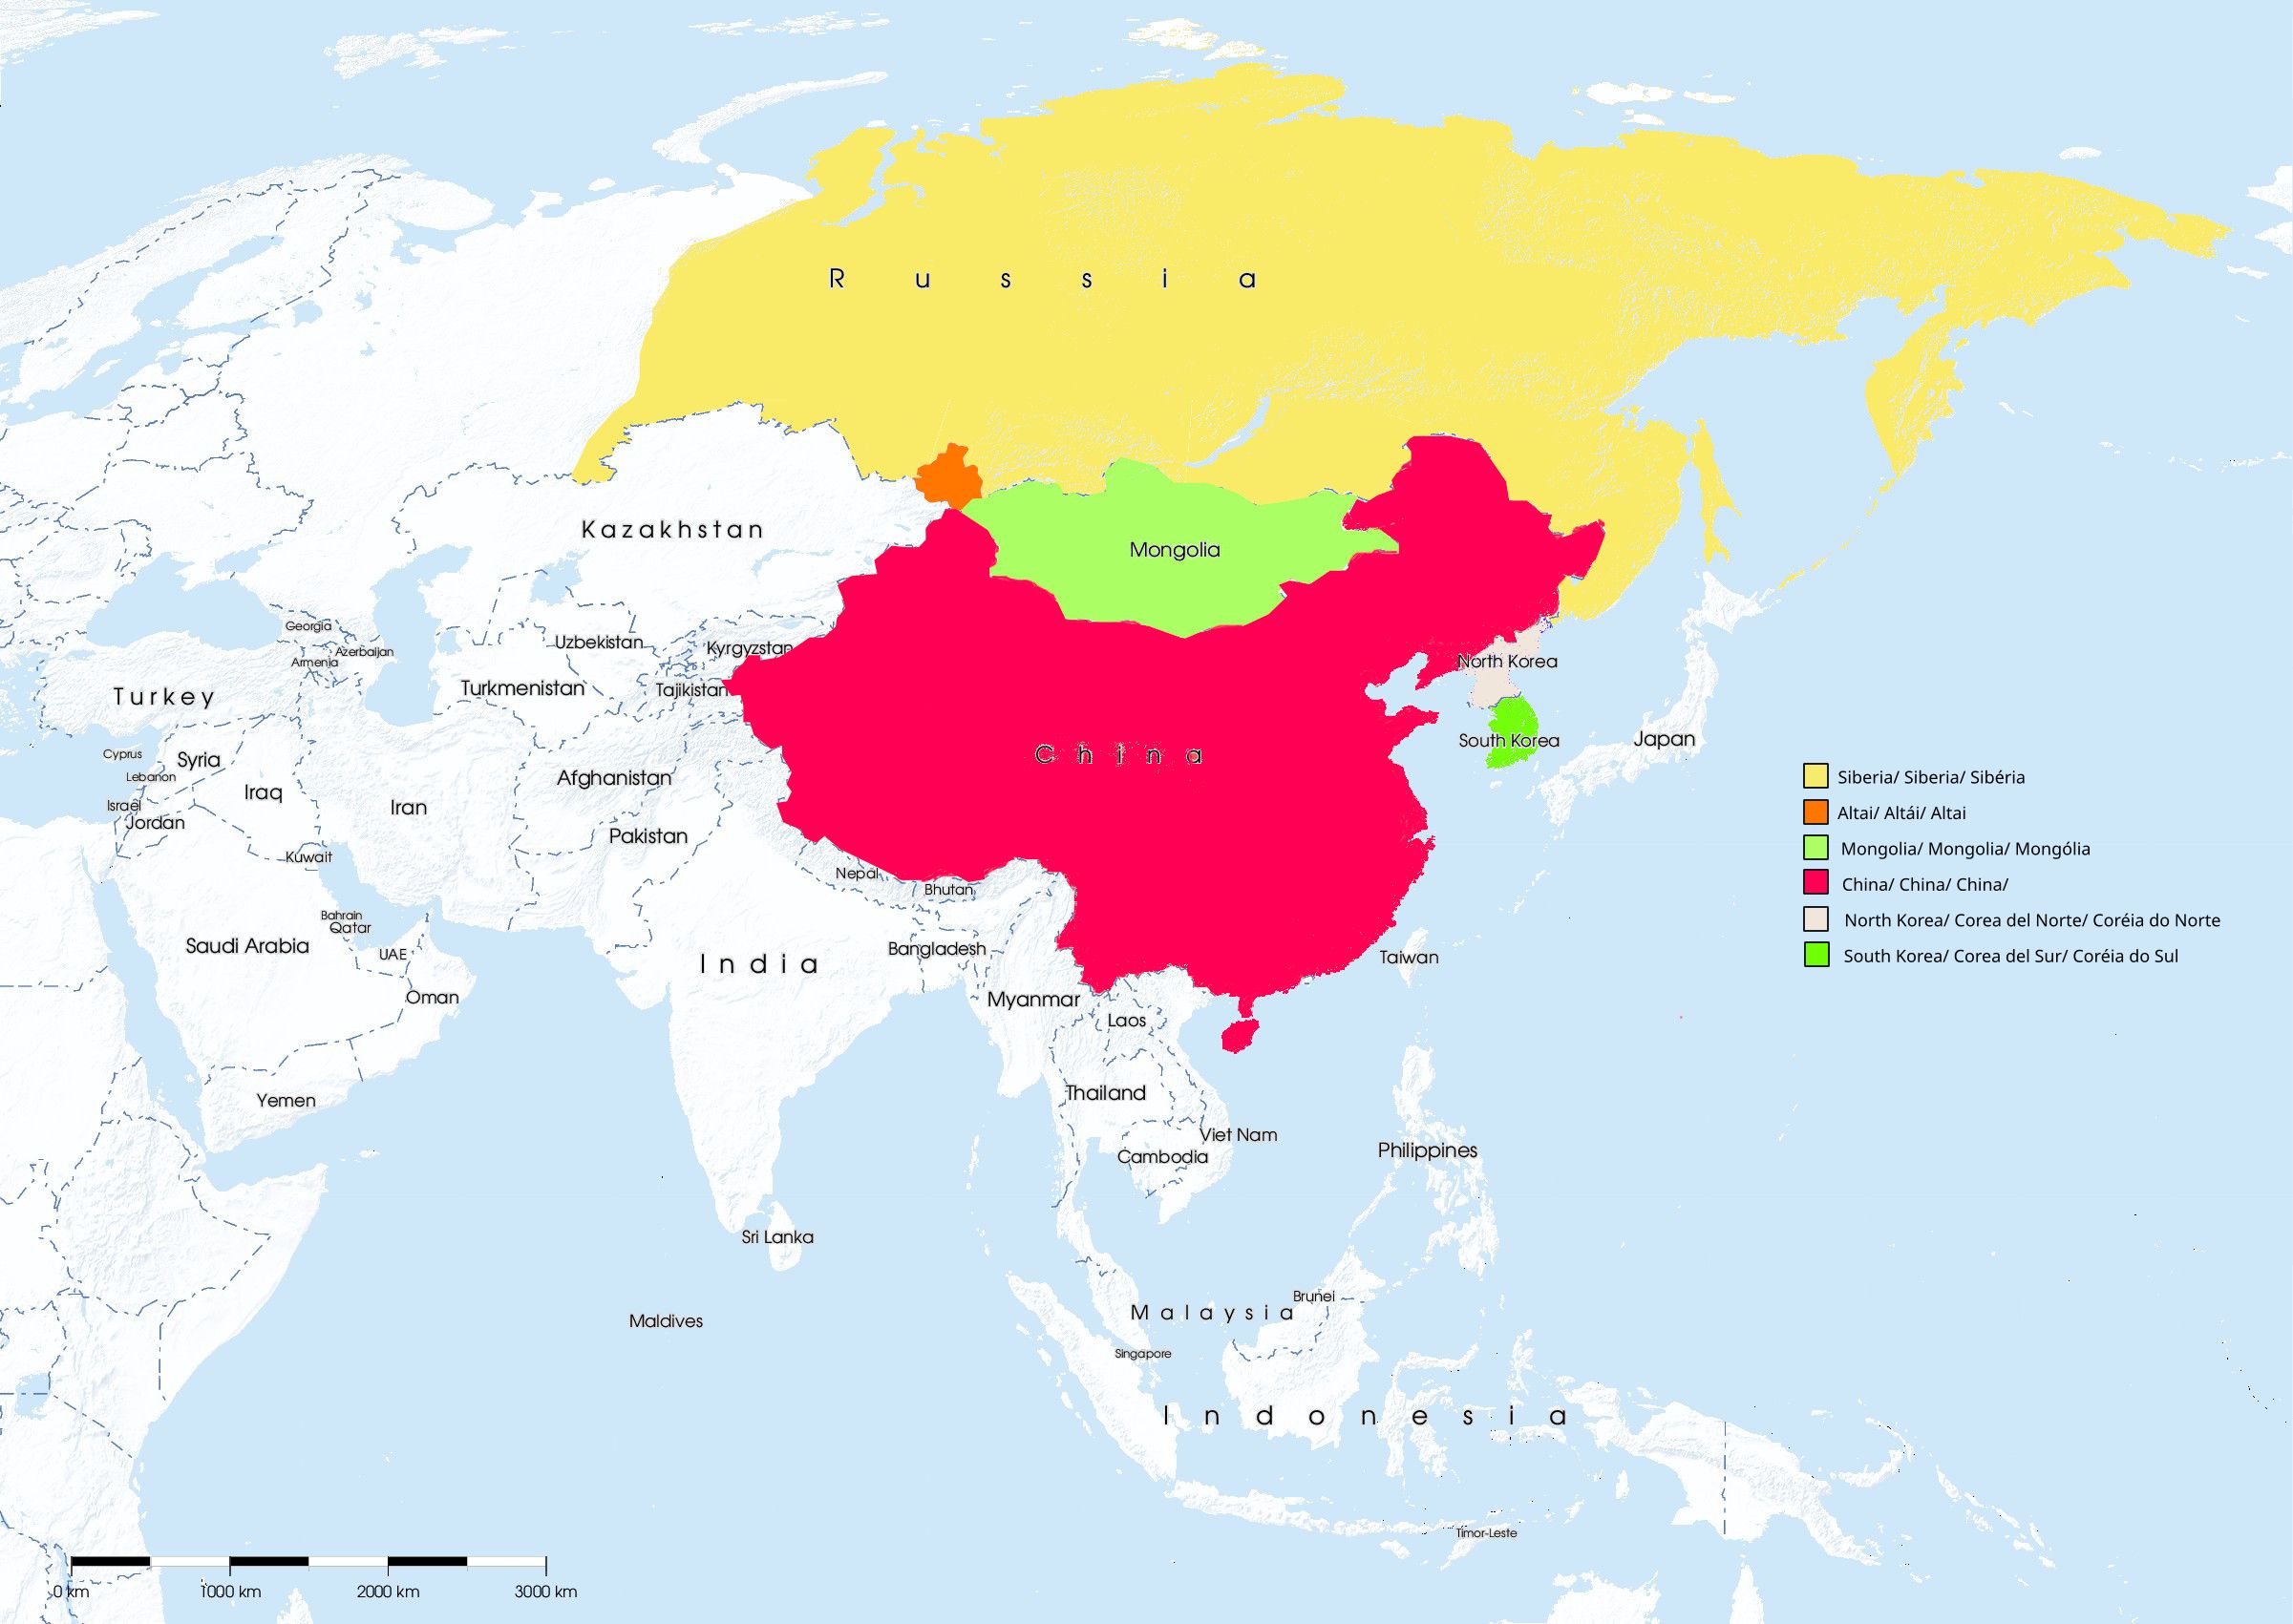 R u s s i a
Kazakhstan
Mongolia
Georgia
Uzbekistan
Kyrgyzstan
Azerbaijan
Armenia
North Korea
Turkmenistan
Tajikistan
Turkey
South Korea
Japan
Cyprus
Syria
C h i n a
Lebanon
Afghanistan
Iraq
Israel
Iran
Jordan
Pakistan
Kuwait
Nepal
Bhutan
Bahrain
Qatar
Saudi Arabia
UAE
India
Bangladesh
Taiwan
Oman
Myanmar
Laos
Yemen
Thailand
Viet Nam
Cambodia
Philippines
Sri Lanka
Maldives
Brunei
Malaysia
Singapore
I n d o n e s i a
Timor-Leste
Siberia/ Siberia/ Sibéria
Altai/ Altái/ Altai
Mongolia/ Mongolia/ Mongólia
China/ China/ China/
North Korea/ Corea del Norte/ Coréia do Norte
South Korea/ Corea del Sur/ Coréia do Sul
0 km 1000 km 2000 km 3000 km